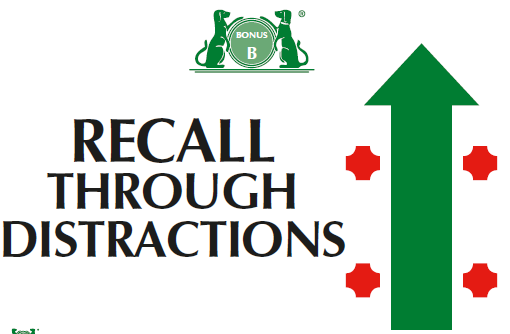 BONUS
B
®
RECALL
THROUGH
DISTRACTIONS